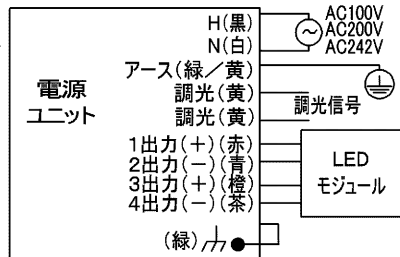 H(黒)
N(白)
アース(緑／黄)
調光(黄)
調光(黄)
1出力(＋)(赤)
2出力(－)(青)
3出力(＋)(橙)
4出力(－)(茶)
(緑)
電源
ユニット
AC100V
AC200V
AC242V
調光信号
LED
モジュール